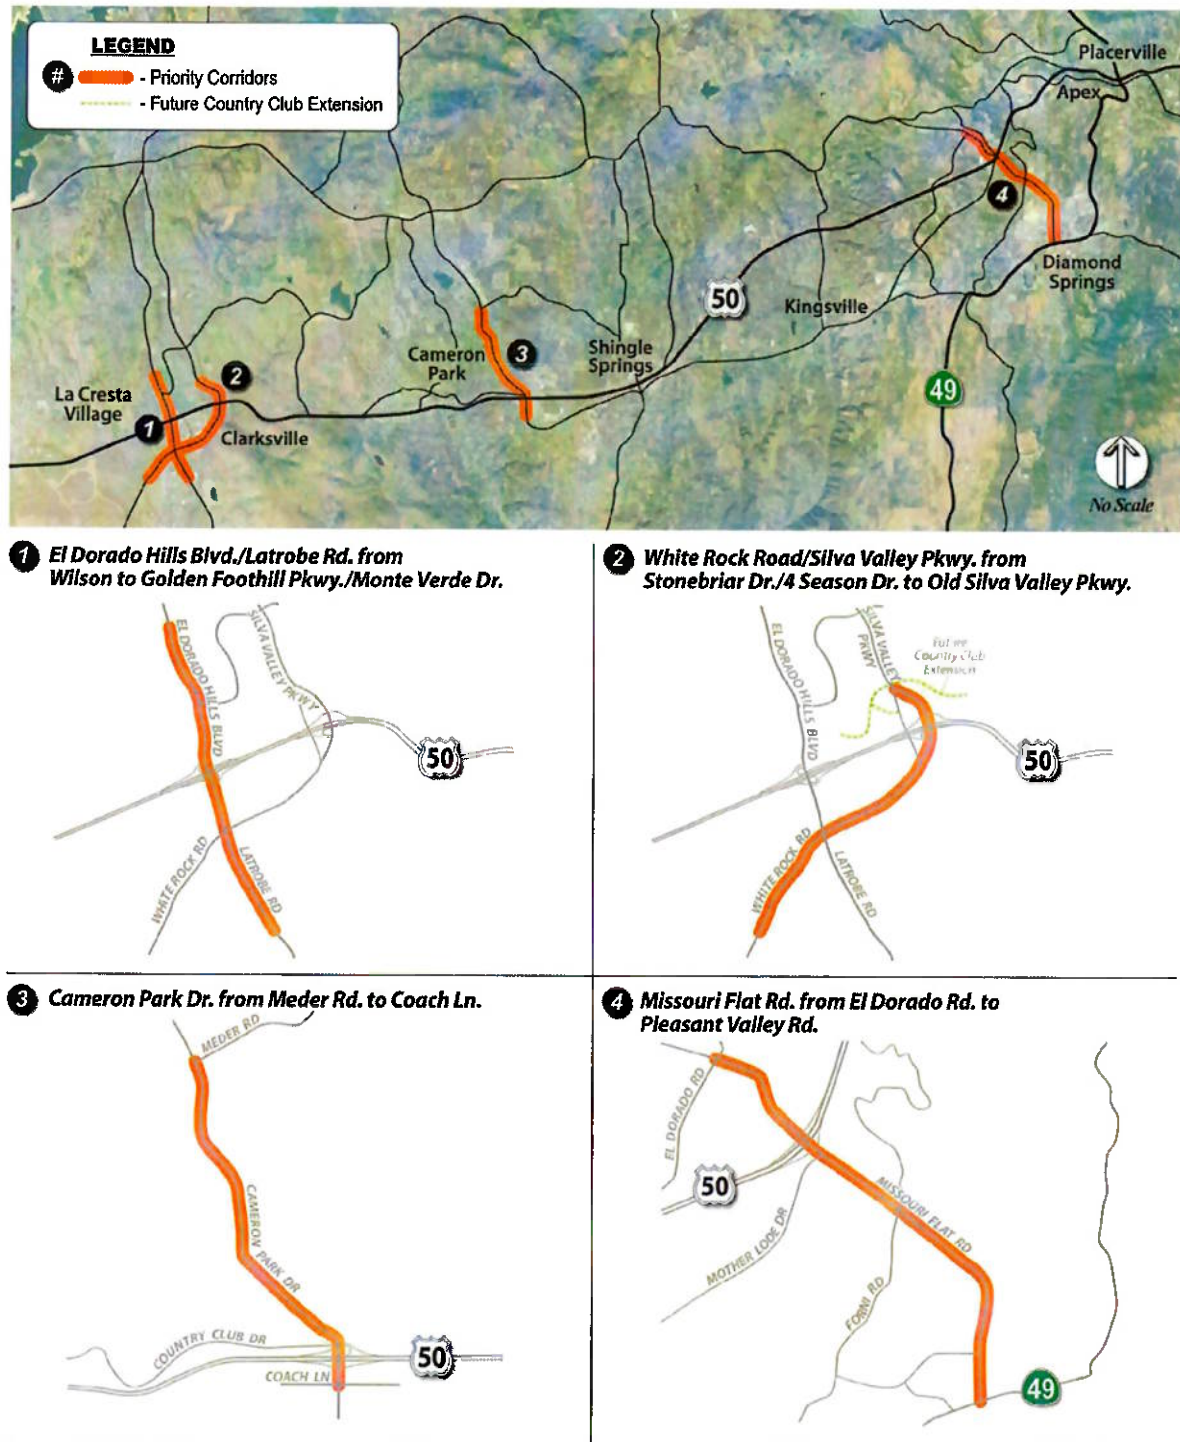 LEGEND
# - Priority Corridors
- Future Country Club Extension
Placerville
Apex
4
Diamond
Springs
50
Kingsville
Shingle
Springs
3
Cameron
Park
49
2
La Cresta
Village
1
Clarksville
No Scale
1 El Dorado Hills Blvd./Latrobe Rd. from
Wilson to Golden Foothill Pkwy./Monte Verde Dr.
EL DORADO HILLS BLVD
SILVA VALLEY PKWY
50
WHITE ROCK RD
LATROBE RD
2 White Rock Road/Silva Valley Pkwy. from
Stonebriar Dr./4 Season Dr. to Old Silva Valley Pkwy.
EL DORADO HILLS BLVD
SILVA VALLEY
PKWY
Future
Country Club
Extension
50
WHITE ROCK RD
LATROBE RD
3 Cameron Park Dr. from Meder Rd. to Coach Ln.
MEDER RD
CAMERON PARK DR
COUNTRY CLUB DR
50
COACH LN
4 Missouri Flat Rd. from El Dorado Rd. to
Pleasant Valley Rd.
EL DORADO RD
50
MISSOURI FLAT RD
MOTHER LODE DR
FORNI RD
49